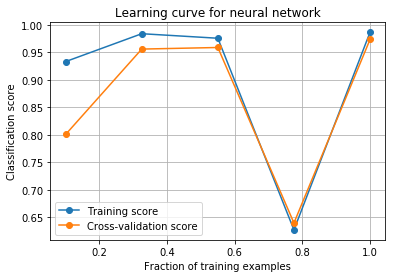 Learning curve for neural network
1.00
0.95
0.90
0.85
0.80
0.75
0.70
0.65
Classification score
Training score
Cross-validation score
0.2
0.4
0.6
0.8
1.0
Fraction of training examples